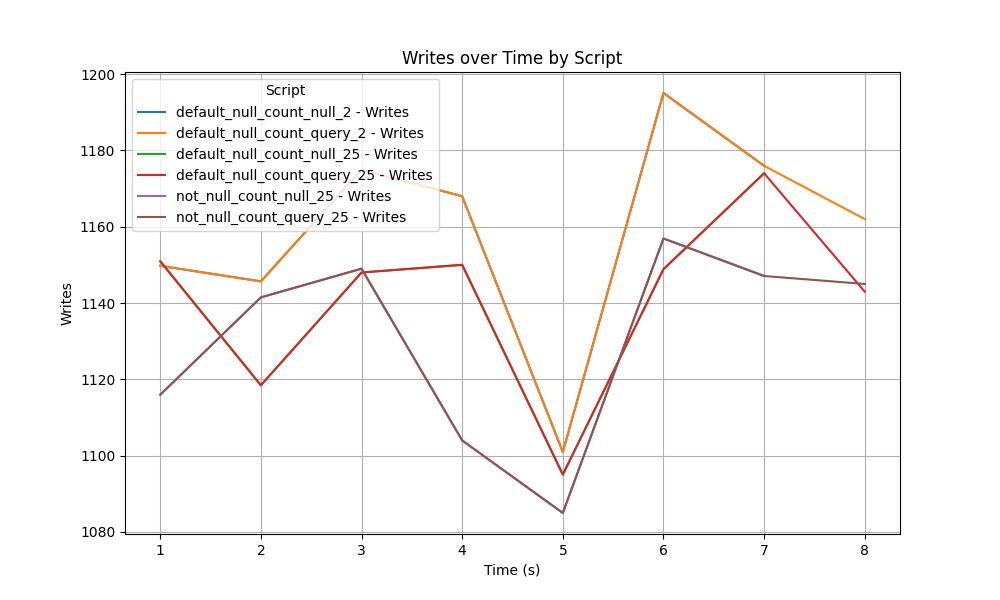 Writes over Time by Script
Script
default_null_count_null_2 - Writes
default_null_count_query_2 - Writes
default_null_count_null_25 - Writes
default_null_count_query_25 - Writes
not_null_count_null_25 - Writes
not_null_count_query_25 - Writes
Writes
1200
1180
1160
1140
1120
1100
1080
1 2 3 4 5 6 7 8
Time (s)